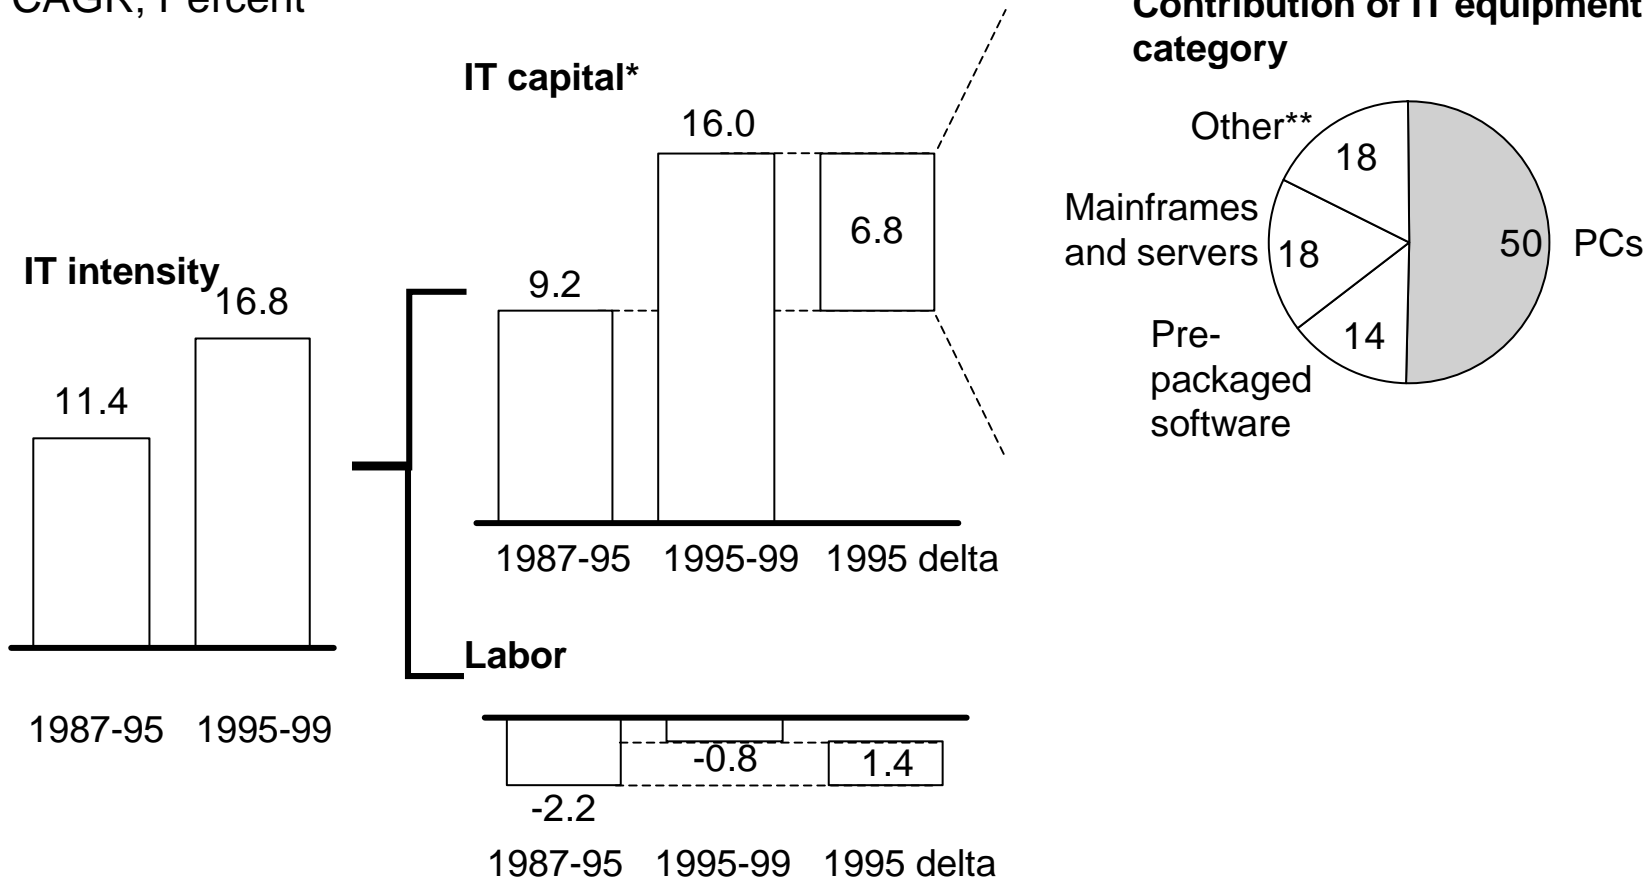 CAGR, Percent
IT intensity
16.8
11.4
1987-95 1995-99
IT capital*
16.0
9.2
6.8
1987-95 1995-99 1995 delta
Labor
-0.8
1.4
-2.2
1987-95 1995-99 1995 delta
Contribution of IT equipment
category
Other**
18
Mainframes
and servers
18
50
PCs
Pre-
packaged
software
14